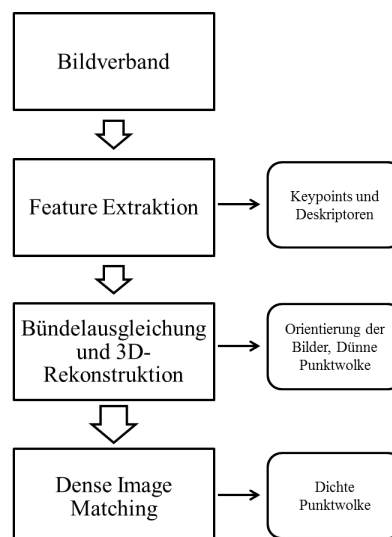 Bildverband
Feature Extraktion
Keypoints und
Deskriptoren
Bündelausgleichung
und 3D-
Rekonstruktion
Orientierung der
Bilder, Dünne
Punktwolke
Dense Image
Matching
Dichte
Punktwolke